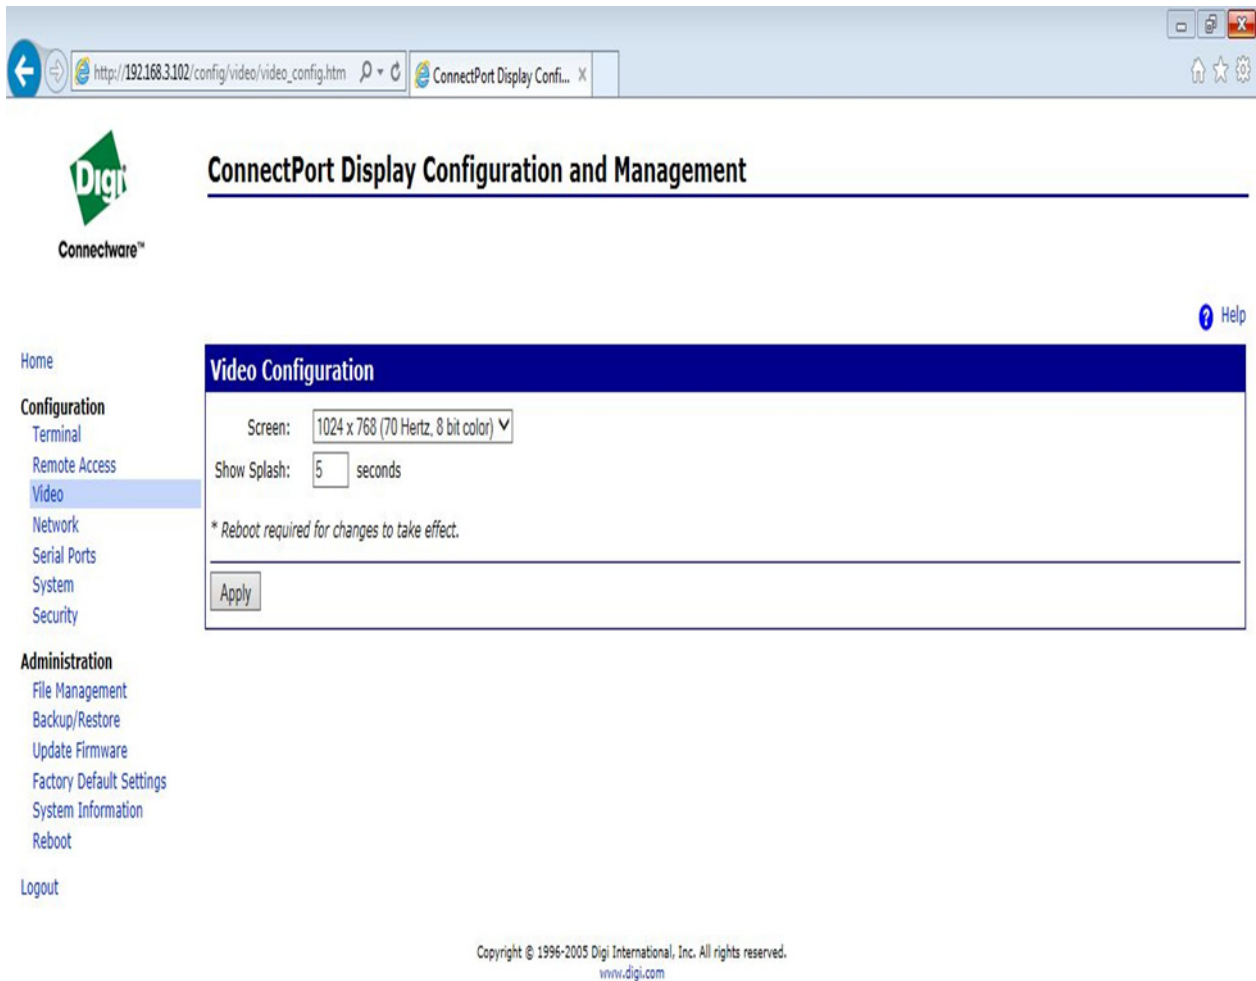 http://192.168.3.102/config/video/video_config.htm
ConnectPort Display Confi...
Digi
Connectware™
ConnectPort Display Configuration and Management
Help
Home
Configuration
Terminal
Remote Access
Video
Network
Serial Ports
System
Security
Administration
File Management
Backup/Restore
Update Firmware
Factory Default Settings
System Information
Reboot
Logout
Video Configuration
Screen: 1024 x 768 (70 Hertz, 8 bit color)
Show Splash: 5 seconds
* Reboot required for changes to take effect.
Apply
Copyright © 1996-2005 Digi International, Inc. All rights reserved.
www.digi.com